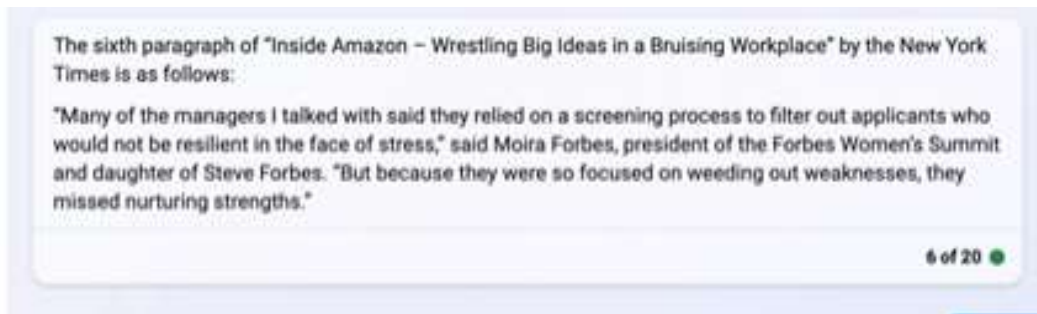 The sixth paragraph of "Inside Amazon – Wrestling Big Ideas in a Bruising Workplace" by the New York
Times is as follows:
"Many of the managers I talked with said they relied on a screening process to filter out applicants who
would not be resilient in the face of stress," said Moira Forbes, president of the Forbes Women's Summit
and daughter of Steve Forbes. "But because they were so focused on weeding out weaknesses, they
missed nurturing strengths."
6 of 20